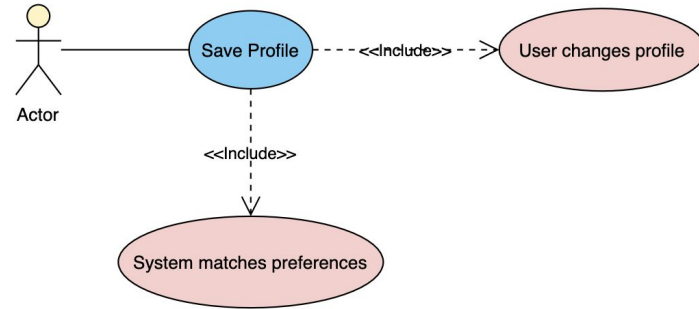 Save Profile
<<Include>>
User changes profile
Actor
<<Include>>
System matches preferences